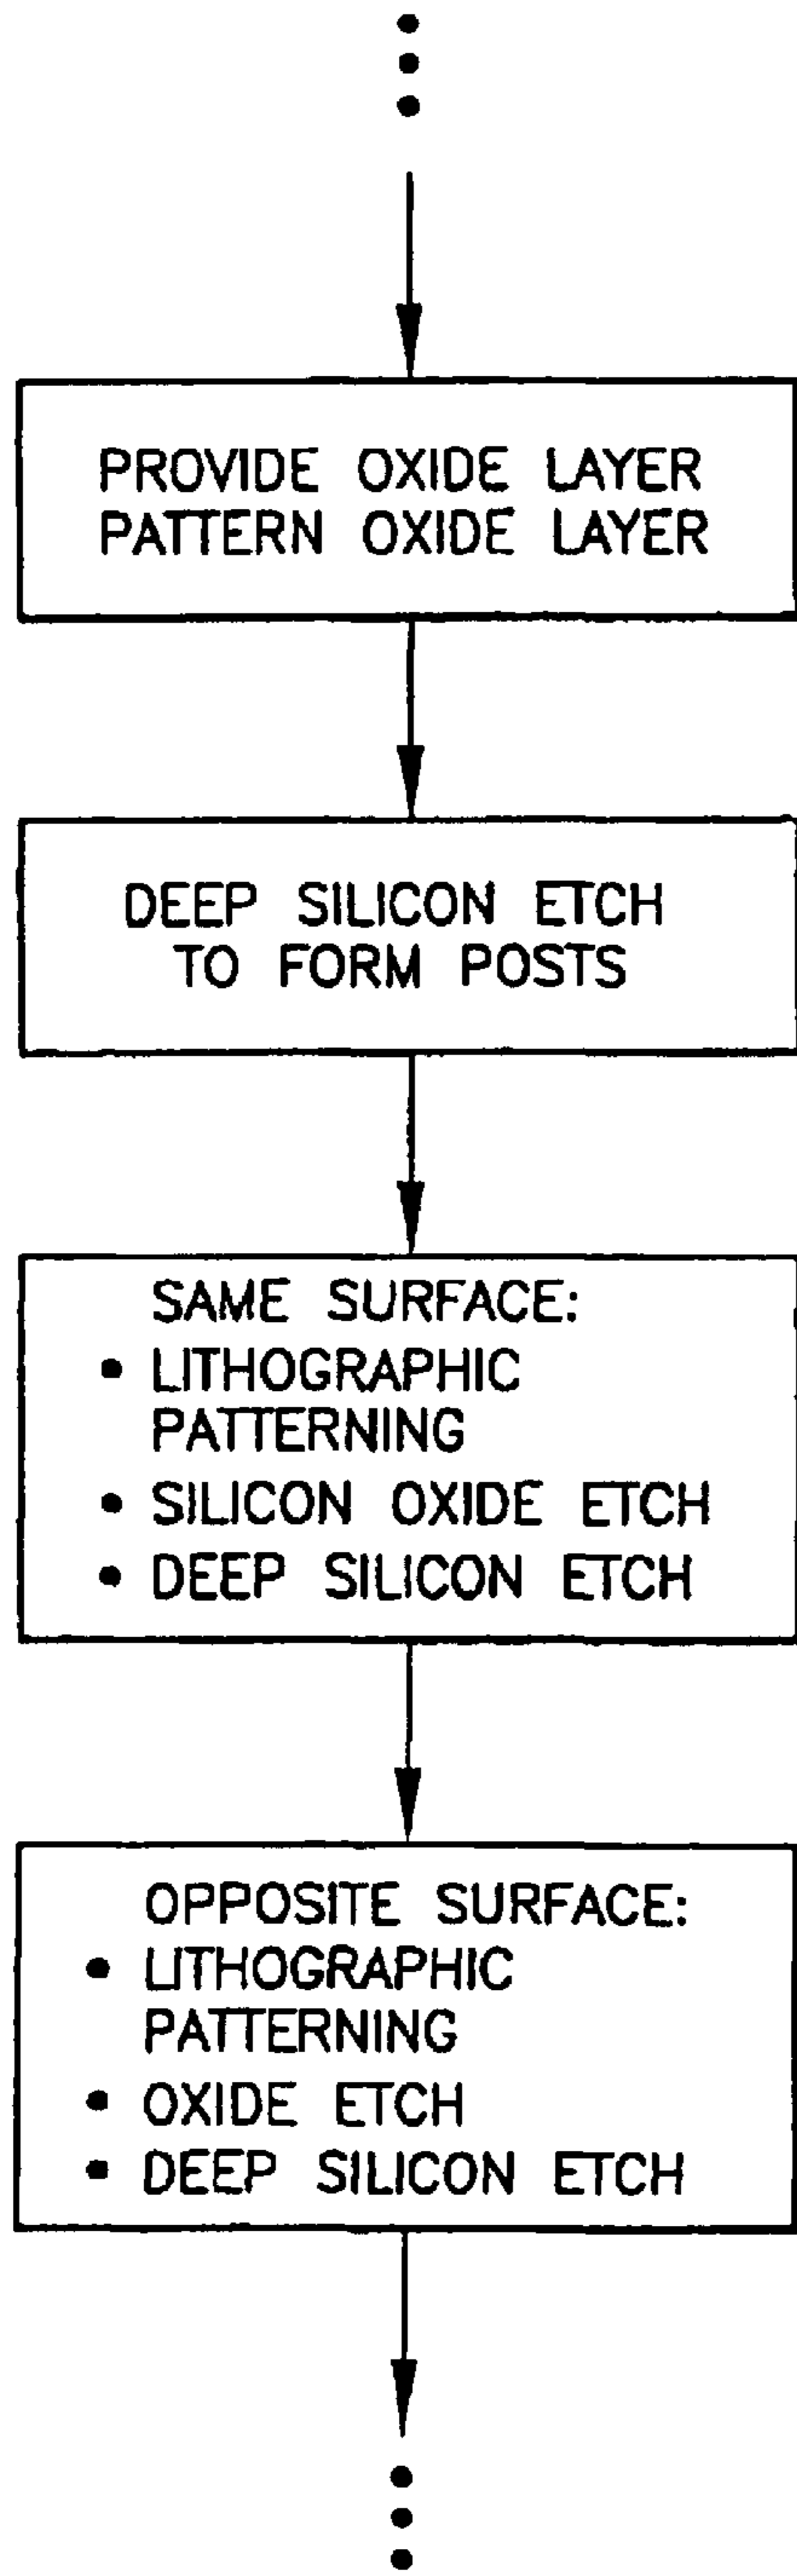 PROVIDE OXIDE LAYER
PATTERN OXIDE LAYER
DEEP SILICON ETCH
TO FORM POSTS
SAME SURFACE:
• LITHOGRAPHIC
PATTERNING
• SILICON OXIDE ETCH
• DEEP SILICON ETCH
OPPOSITE SURFACE:
• LITHOGRAPHIC
PATTERNING
• OXIDE ETCH
• DEEP SILICON ETCH